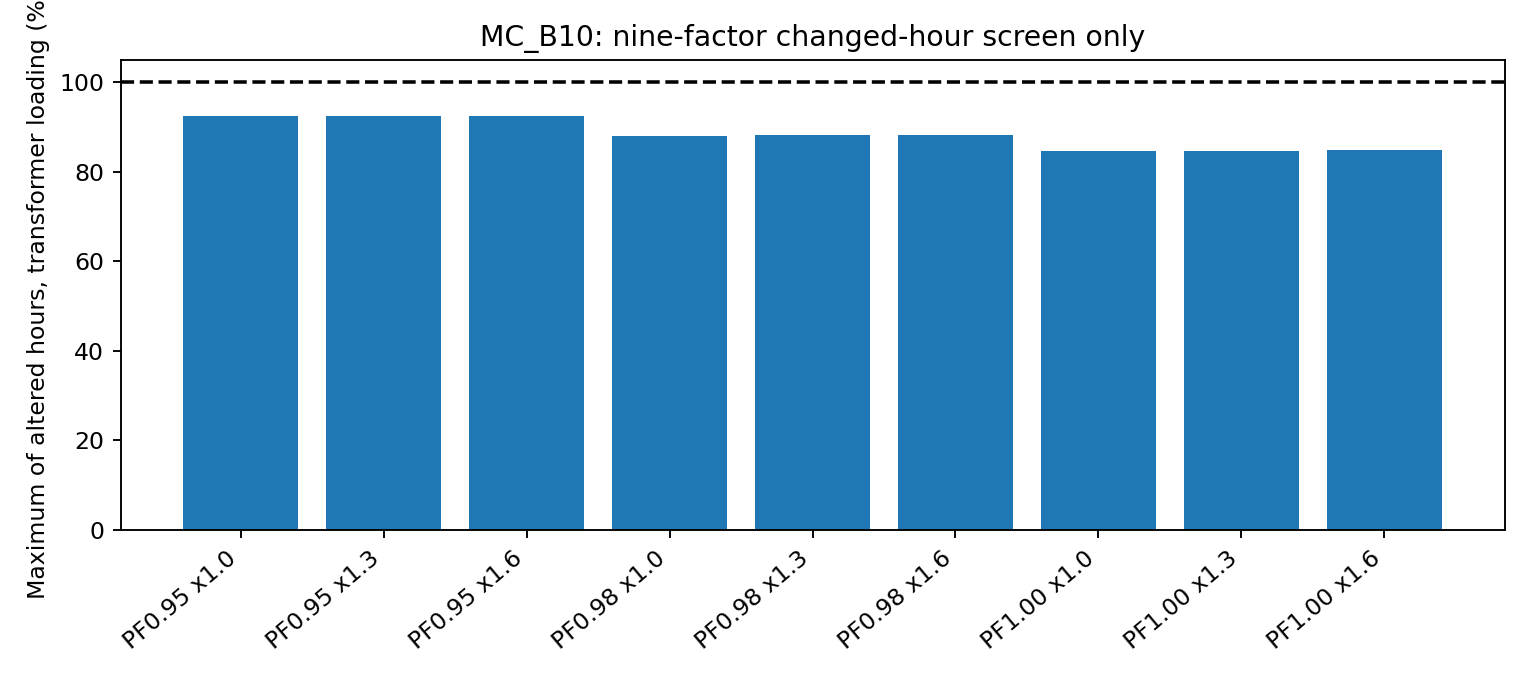 MC_B10: nine-factor changed-hour screen only
Maximum of altered hours, transformer loading (%
100
80
60
40
20
0
PF0.95 x1.0
PF0.95 x1.3
PF0.95 x1.6
PF0.98 x1.0
PF0.98 x1.3
PF0.98 x1.6
PF1.00 x1.0
PF1.00 x1.3
PF1.00 x1.6